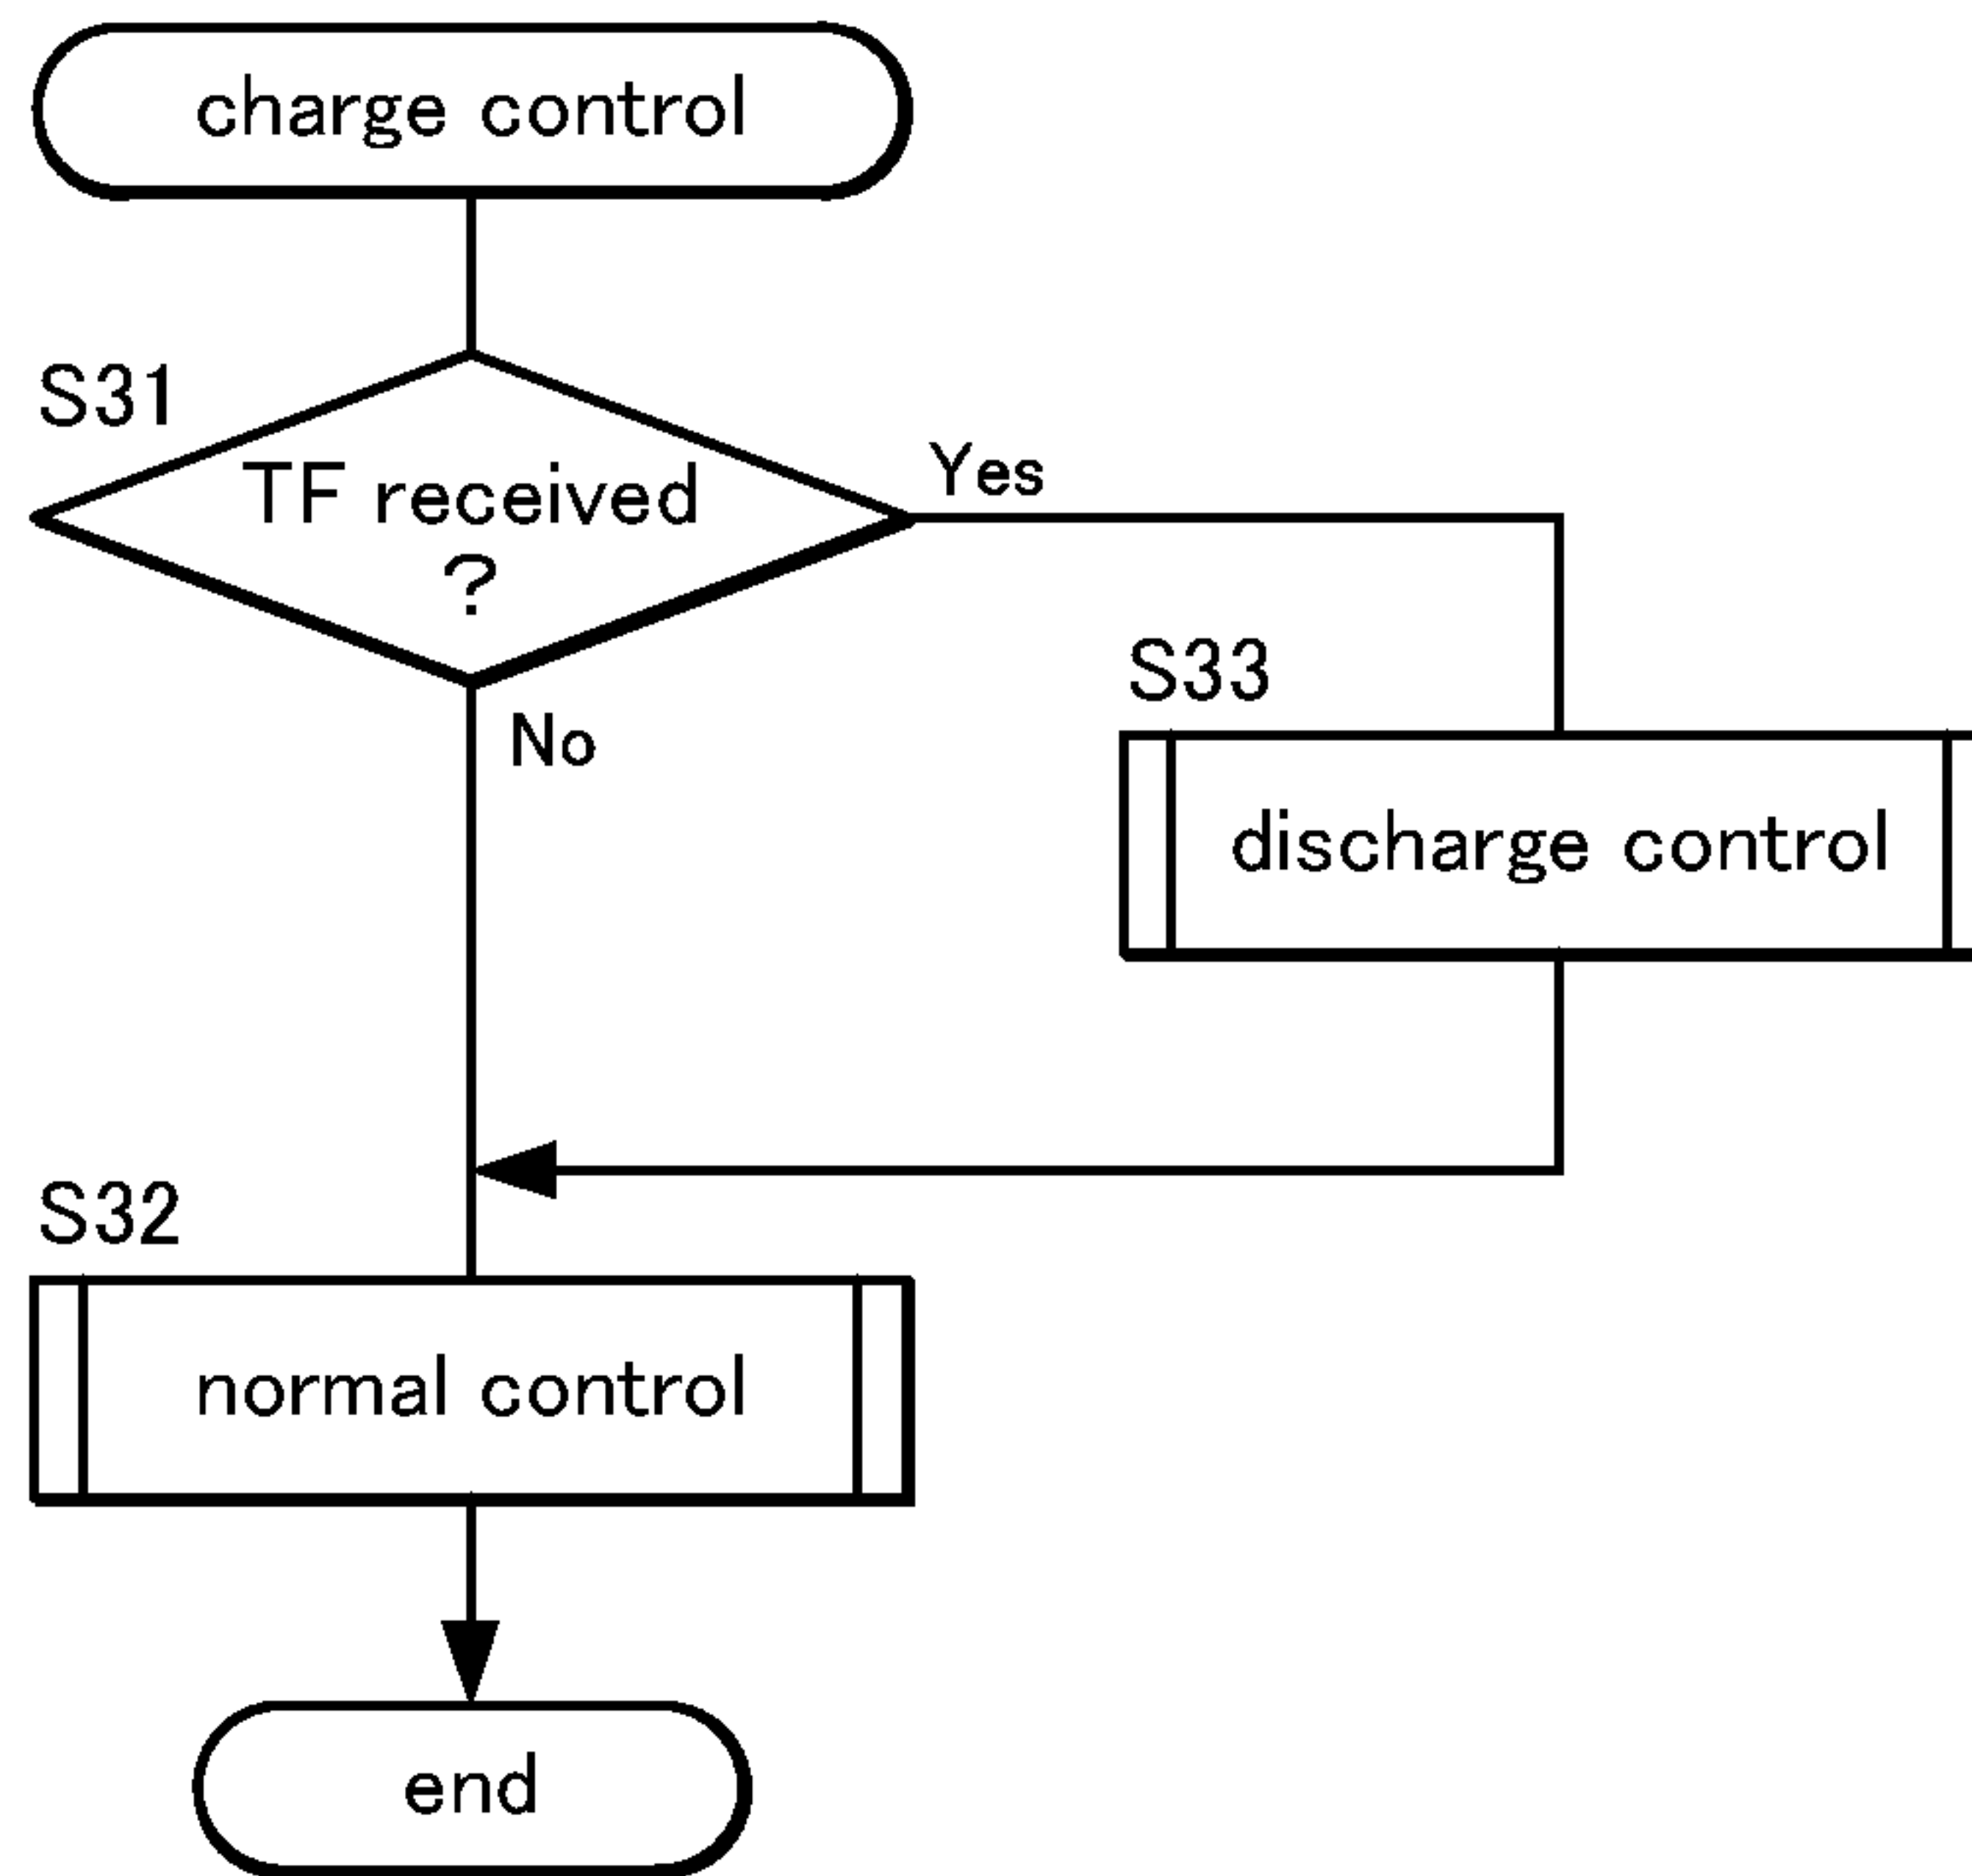 charge control
S31
TF received
?
Yes
No
S33
discharge control
S32
normal control
end